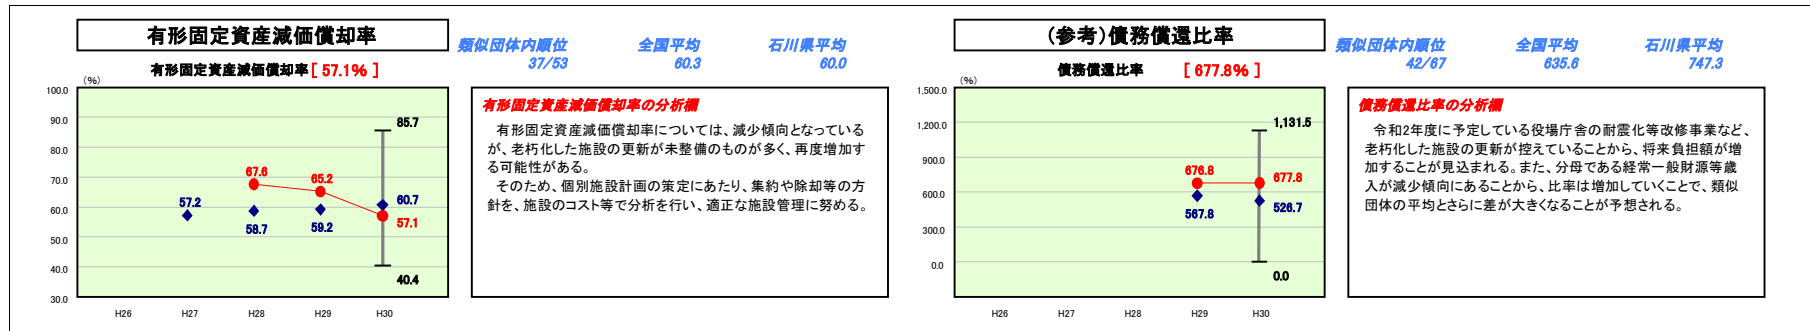 有形固定資産減価償却率
有形固定資産減価償却率[ 57.1% ]
類似団体内順位
37/53
全国平均
60.3
石川県平均
60.0
(%)
100.0
90.0
80.0
70.0
60.0
50.0
40.0
30.0
85.7
67.6
65.2
57.2
58.7
59.2
60.7
57.1
40.4
H26
H27
H28
H29
H30
有形固定資産減価償却率の分析欄
有形固定資産減価償却率については、減少傾向となっている
が、老朽化した施設の更新が未整備のものが多く、再度増加す
る可能性がある。
そのため、個別施設計画の策定にあたり、集約や除却等の方
針を、施設のコスト等で分析を行い、適正な施設管理に努める。
(参考)債務償還比率
債務償還比率 [ 677.8% ]
類似団体内順位
42/67
全国平均
635.6
石川県平均
747.3
(%)
1,500.0
1,200.0
900.0
600.0
300.0
0.0
1,131.5
676.8
677.8
567.8
526.7
0.0
H26
H27
H28
H29
H30
債務償還比率の分析欄
令和2年度に予定している役場庁舎の耐震化等改修事業など、
老朽化した施設の更新が控えていることから、将来負担額が増
加することが見込まれる。また、分母である経常一般財源等歳
入が減少傾向にあることから、比率は増加していくことで、類似
団体の平均とさらに差が大きくなることが予想される。